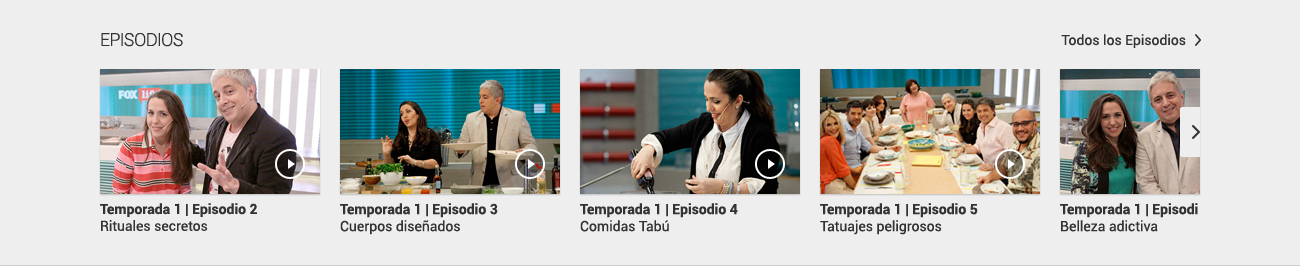 EPISODIOS
Todos los Episodios
FOX life
Temporada 1 | Episodio 2
Rituales secretos
Temporada 1 | Episodio 3
Cuerpos diseñados
Temporada 1 | Episodio 4
Comidas Tabú
Temporada 1 | Episodio 5
Tatuajes peligrosos
Temporada 1 | Episodi
Belleza adictiva